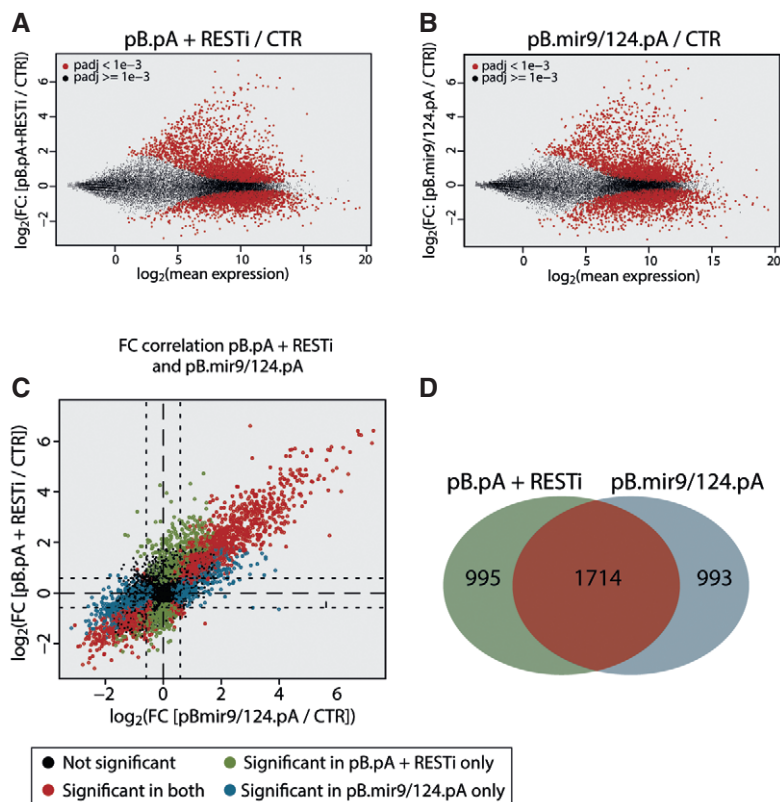 A
pB.pA + RESTi / CTR
padj < 1e−3
padj >= 1e−3
log2(FC: [pB.pA+RESTi / CTR])
6
4
2
0
−2
0
5
10
15
20
log2(mean expression)
B
pB.mir9/124.pA / CTR
padj < 1e−3
padj >= 1e−3
log2(FC: [pB.mir9/124.pA / CTR])
6
4
2
0
−2
0
5
10
15
20
log2(mean expression)
FC correlation pB.pA + RESTi
and pB.mir9/124.pA
C
log2(FC [pB.pA + RESTi / CTR])
6
4
2
0
−2
−2
0
2
4
6
log2(FC [pBmir9/124.pA / CTR])
D
pB.pA + RESTi
pB.mir9/124.pA
995
1714
993
Not significant
Significant in pB.pA + RESTi only
Significant in both
Significant in pB.mir9/124.pA only